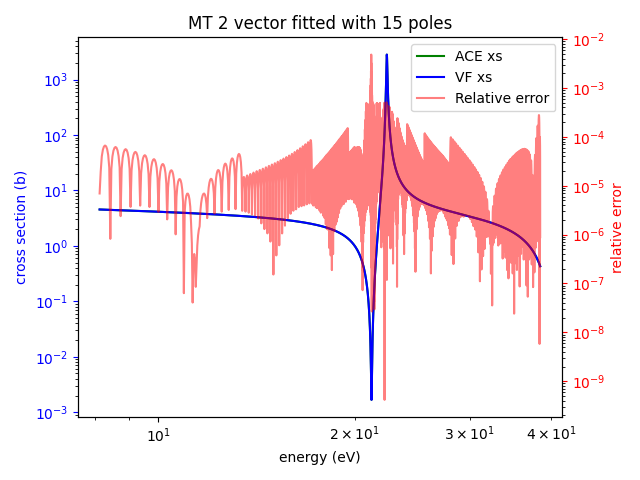 MT 2 vector fitted with 15 poles
ACE xs
VF xs
Relative error
cross section (b)
10³
10²
10¹
10⁰
10⁻¹
10⁻²
10⁻³
relative error
10⁻²
10⁻³
10⁻⁴
10⁻⁵
10⁻⁶
10⁻⁷
10⁻⁸
10⁻⁹
10¹
2 × 10¹
3 × 10¹
4 × 10¹
energy (eV)